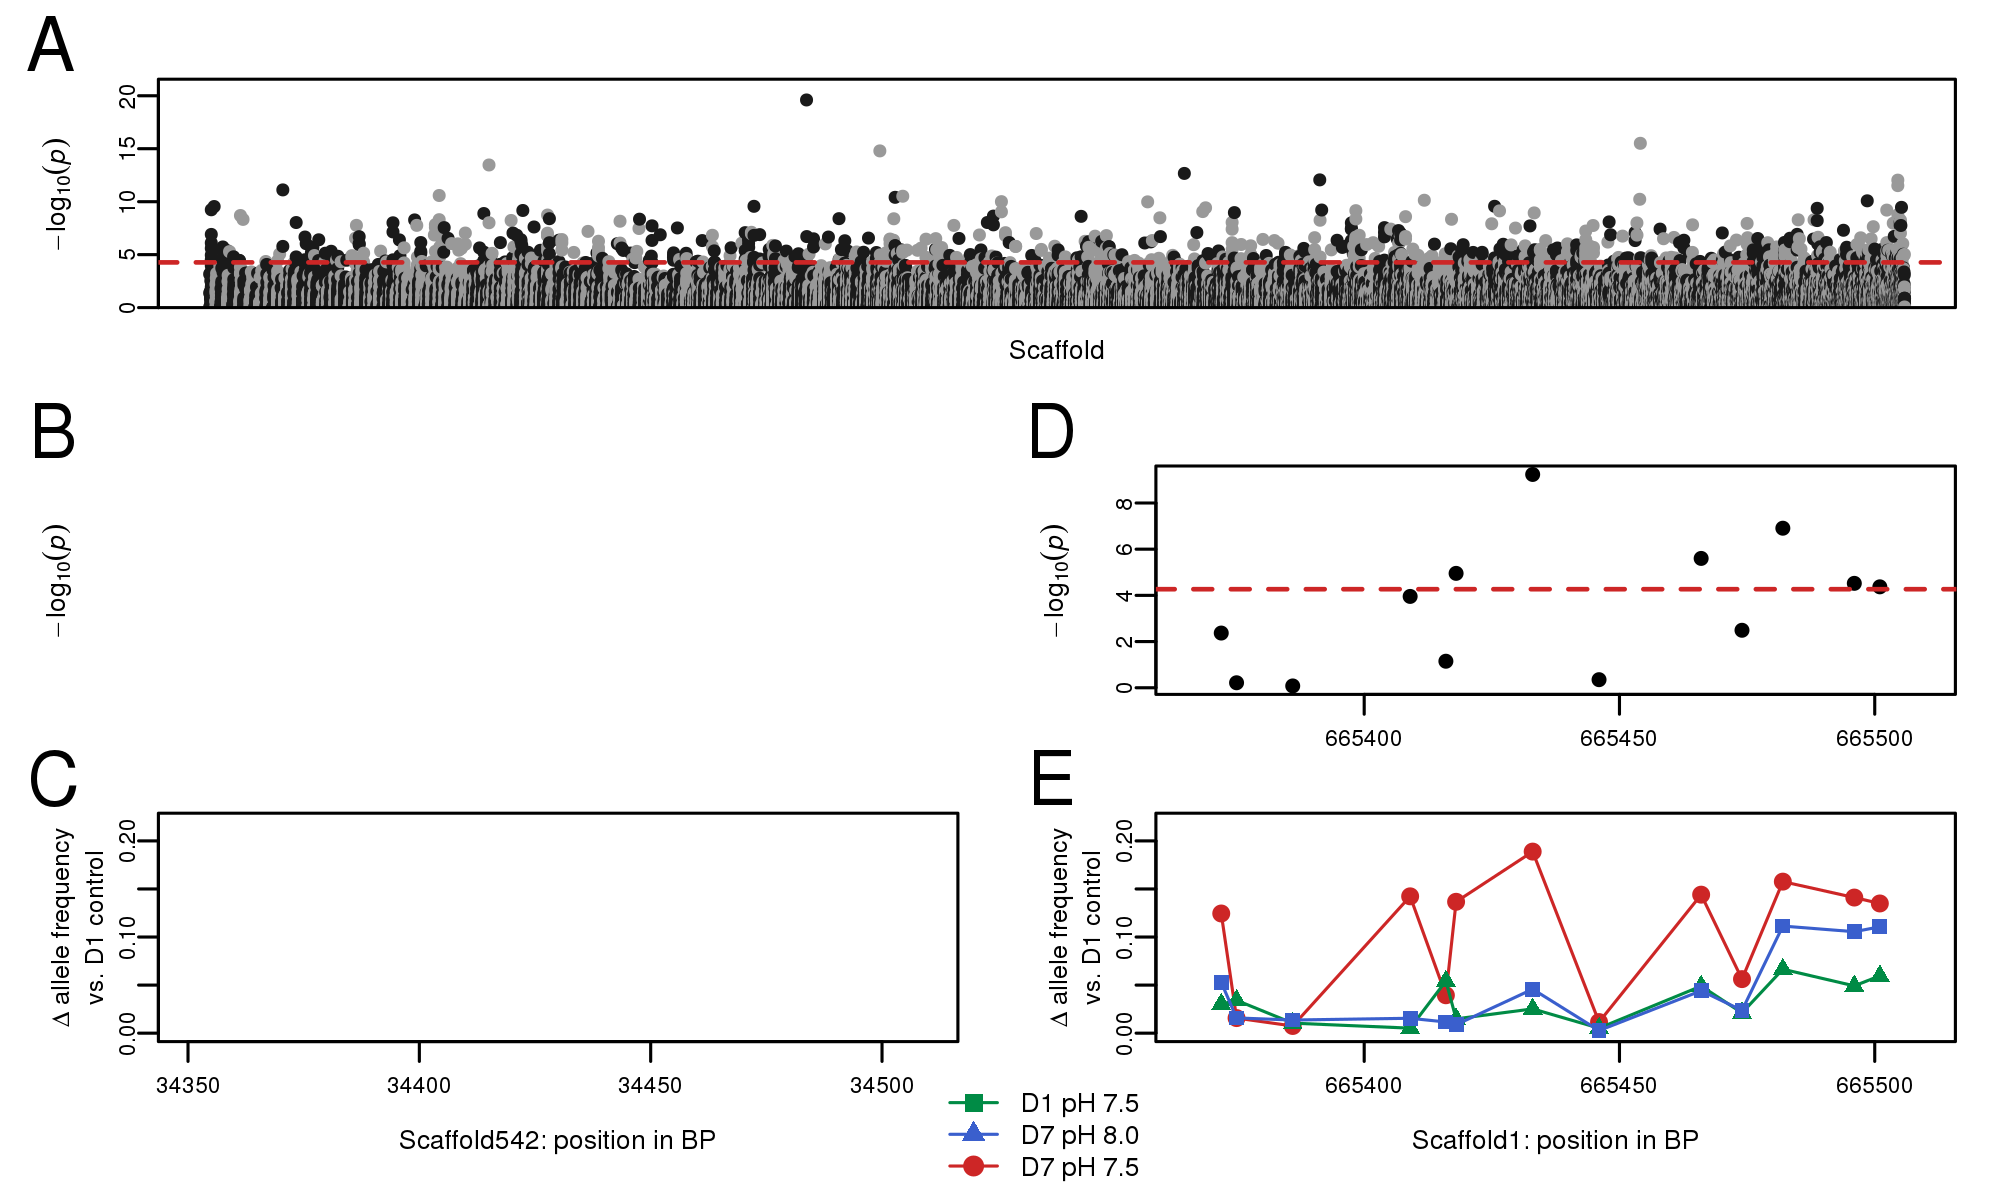 A
20
15
10
5
0
−log10(p)
Scaffold
B
−log10(p)
D
8
6
4
2
0
−log10(p)
665400 665450 665500
C
0.20
0.10
0.00
Δ allele frequency
vs. D1 control
34350 34400 34450 34500
Scaffold542: position in BP
E
0.20
0.10
0.00
Δ allele frequency
vs. D1 control
665400 665450 665500
Scaffold1: position in BP
D1 pH 7.5
D7 pH 8.0
D7 pH 7.5